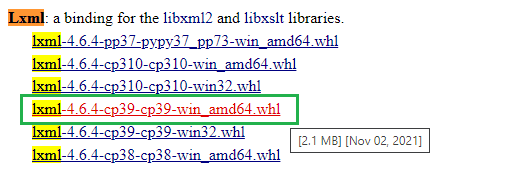 Lxml: a binding for the libxml2 and libxslt libraries.
lxml-4.6.4-pp37-pypy37_pp73-win_amd64.whl
lxml-4.6.4-cp310-cp310-win_amd64.whl
lxml-4.6.4-cp310-cp310-win32.whl
lxml-4.6.4-cp39-cp39-win_amd64.whl
lxml-4.6.4-cp39-cp39-win32.whl
[2.1 MB] [Nov 02, 2021]
lxml-4.6.4-cp38-cp38-win_amd64.whl